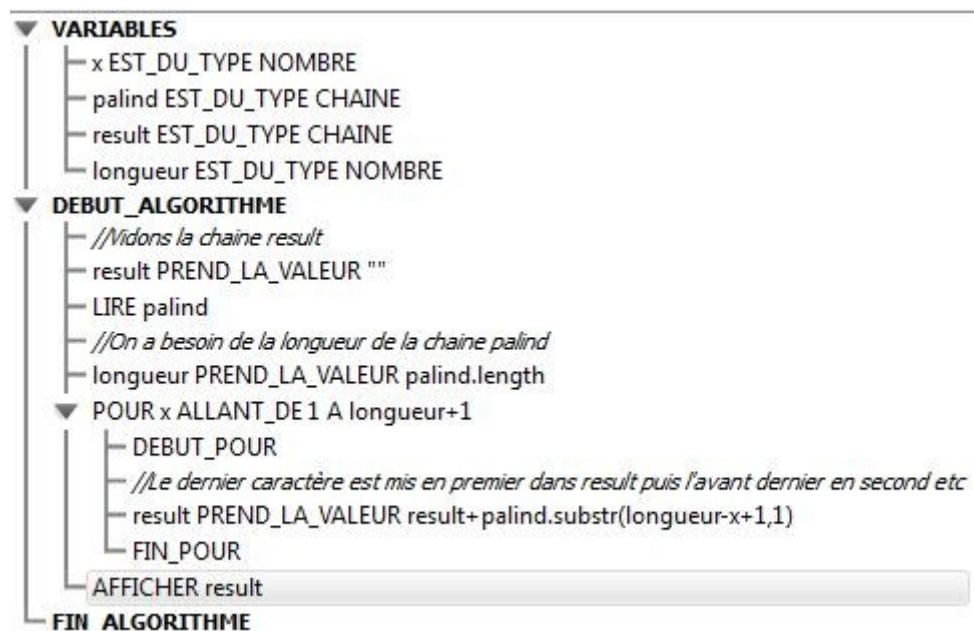 VARIABLES
x EST_DU_TYPE NOMBRE
palind EST_DU_TYPE CHAINE
result EST_DU_TYPE CHAINE
longueur EST_DU_TYPE NOMBRE
DEBUT_ALGORITHME
//Vidons la chaine result
result PREND_LA_VALEUR ""
LIRE palind
//On a besoin de la longueur de la chaine palind
longueur PREND_LA_VALEUR palind.length
POUR x ALLANT_DE 1 A longueur+1
DEBUT_POUR
//Le dernier caractère est mis en premier dans result puis l'avant dernier en second etc
result PREND_LA_VALEUR result+palind.substr(longueur-x+1,1)
FIN_POUR
AFFICHER result
FIN_ALGORITHME